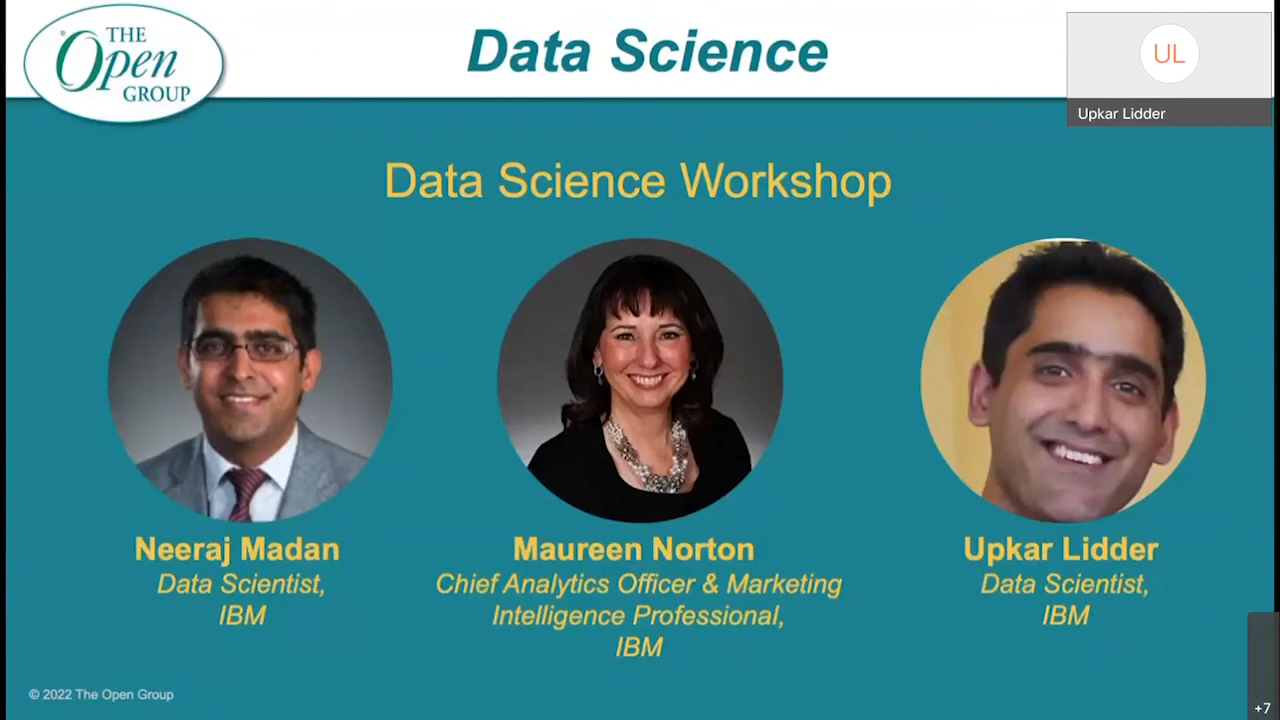 THE
Open
GROUP
®
Data Science
UL
Upkar Lidder
Data Science Workshop
Neeraj Madan
Data Scientist,
IBM
Maureen Norton
Chief Analytics Officer & Marketing
Intelligence Professional,
IBM
Upkar Lidder
Data Scientist,
IBM
© 2022 The Open Group
+7